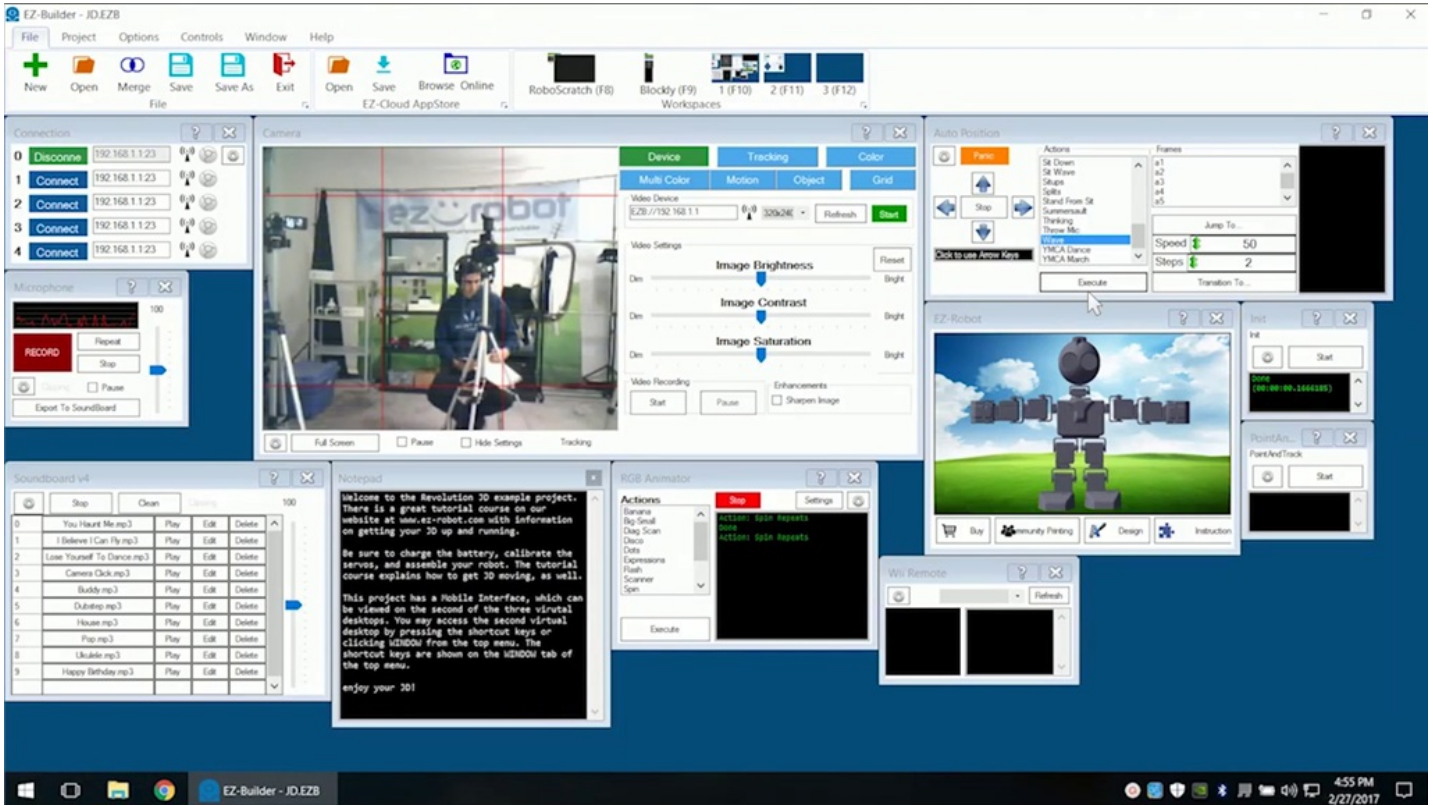 EZ-Builder - JD.EZB
File Project Options Controls Window Help
New Open Merge Save Save As Exit Open Save Browse Online RoboScratch (F8) Blockly (F9) 1 (F10) 2 (F11) 3 (F12)
File EZ-Cloud AppStore Workspaces
Connection
0 Disconne 192.168.1.1:23
1 Connect 192.168.1.1:23
2 Connect 192.168.1.1:23
3 Connect 192.168.1.1:23
4 Connect 192.168.1.1:23
Microphone
100
RECORD
Repeat
Stop
Pause
Export To SoundBoard
Camera
ez-robot
Device Tracking Color
Multi Color Motion Object Grid
Video Device
EZB://192.168.1.1 320x240 Refresh Start
Video Settings
Reset
Image Brightness
Dim Bright
Image Contrast
Dim Bright
Image Saturation
Dim Bright
Video Recording
Start Pause
Enhancements
Sharpen Image
Full Screen Pause Hide Settings Tracking
Auto Position
Panic
Stop
Click to use Arrow Keys
Actions
Sit Down
Sit Wave
Situps
Splits
Stand From Sit
Summersault
Thinking
Throw Mic
Wave
YMCA Dance
YMCA March
Execute
Frames
a1
a2
a3
a4
a5
Jump To...
Speed 50
Steps 2
Transition To...
EZ-Robot
Buy
mmunity Printing
Design
Instruction
Init
Init
Start
Done
(00:00:00.1666185)
PointAn...
PointAndTrack
Start
Soundboard v4
Stop Clean 100
0 You Haunt Me.mp3 Play Edit Delete
1 I Believe I Can Fly.mp3 Play Edit Delete
2 Lose Yourself To Dance.mp3 Play Edit Delete
3 Camera Click.mp3 Play Edit Delete
4 Buddy.mp3 Play Edit Delete
5 Dubstep.mp3 Play Edit Delete
6 House.mp3 Play Edit Delete
7 Pop.mp3 Play Edit Delete
8 Ukulele.mp3 Play Edit Delete
9 Happy Birthday.mp3 Play Edit Delete
Notepad
Welcome to the Revolution JD example project.
There is a great tutorial course on our
website at www.ez-robot.com with information
on getting your JD up and running.
Be sure to charge the battery, calibrate the
servos, and assemble your robot. The tutorial
course explains how to get JD moving, as well.
This project has a Mobile Interface, which can
be viewed on the second of the three virutal
desktops. You may access the second virtual
desktop by pressing the shortcut keys or
clicking WINDOW from the top menu. The
shortcut keys are shown on the WINDOW tab of
the top menu.
enjoy your JD!
RGB Animator
Actions
Banana
Big Small
Diag Scan
Disco
Dots
Expressions
Flash
Scanner
Spin
Execute
Stop Settings
Action: Spin Repeats
Done
Action: Spin Repeats
Wii Remote
Refresh
EZ-Builder - JD.EZB
4:55 PM
2/27/2017